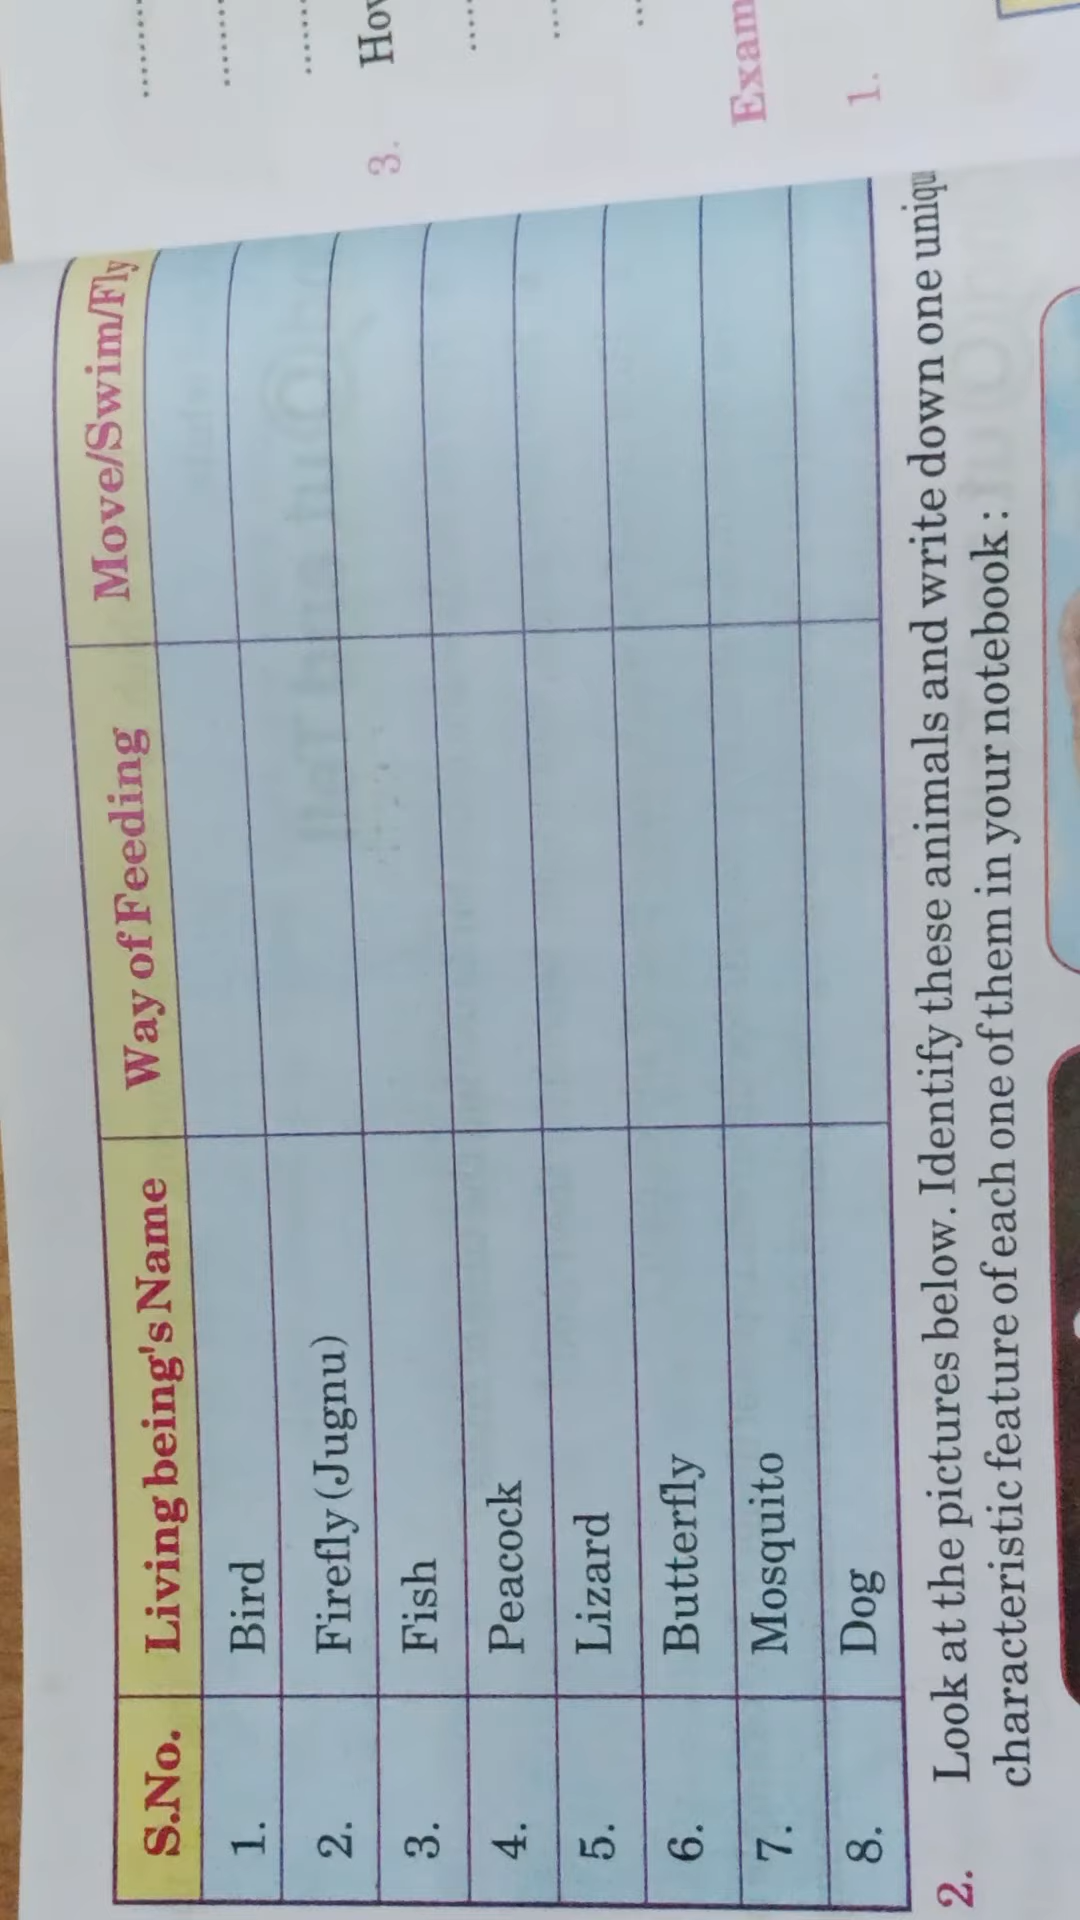 S.No. Living being's Name Way of Feeding Move/Swim/Fly
1. Bird
2. Firefly (Jugnu)
3. Fish
4. Peacock
5. Lizard
6. Butterfly
7. Mosquito
8. Dog
2. Look at the pictures below. Identify these animals and write down one
characteristic feature of each one of them in your notebook :
3.
Exam
1.